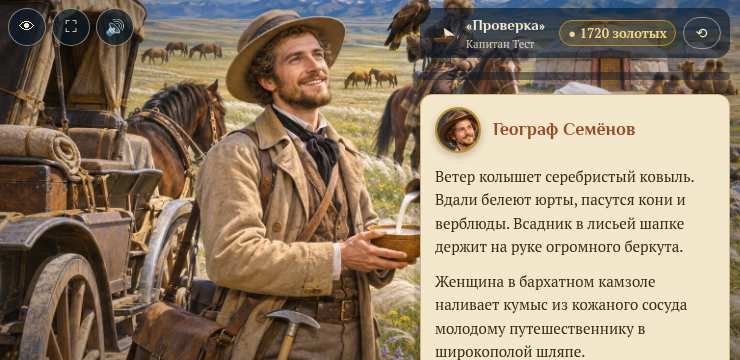 «Проверка»
Капитан Тест
1720 золотых
Географ Семёнов
Ветер колышет серебристый ковыль.
Вдали белеют юрты, пасутся кони и
верблюды. Всадник в лисьей шапке
держит на руке огромного беркута.
Женщина в бархатном камзоле
наливает кумыс из кожаного сосуда
молодому путешественнику в
широкополой шляпе.